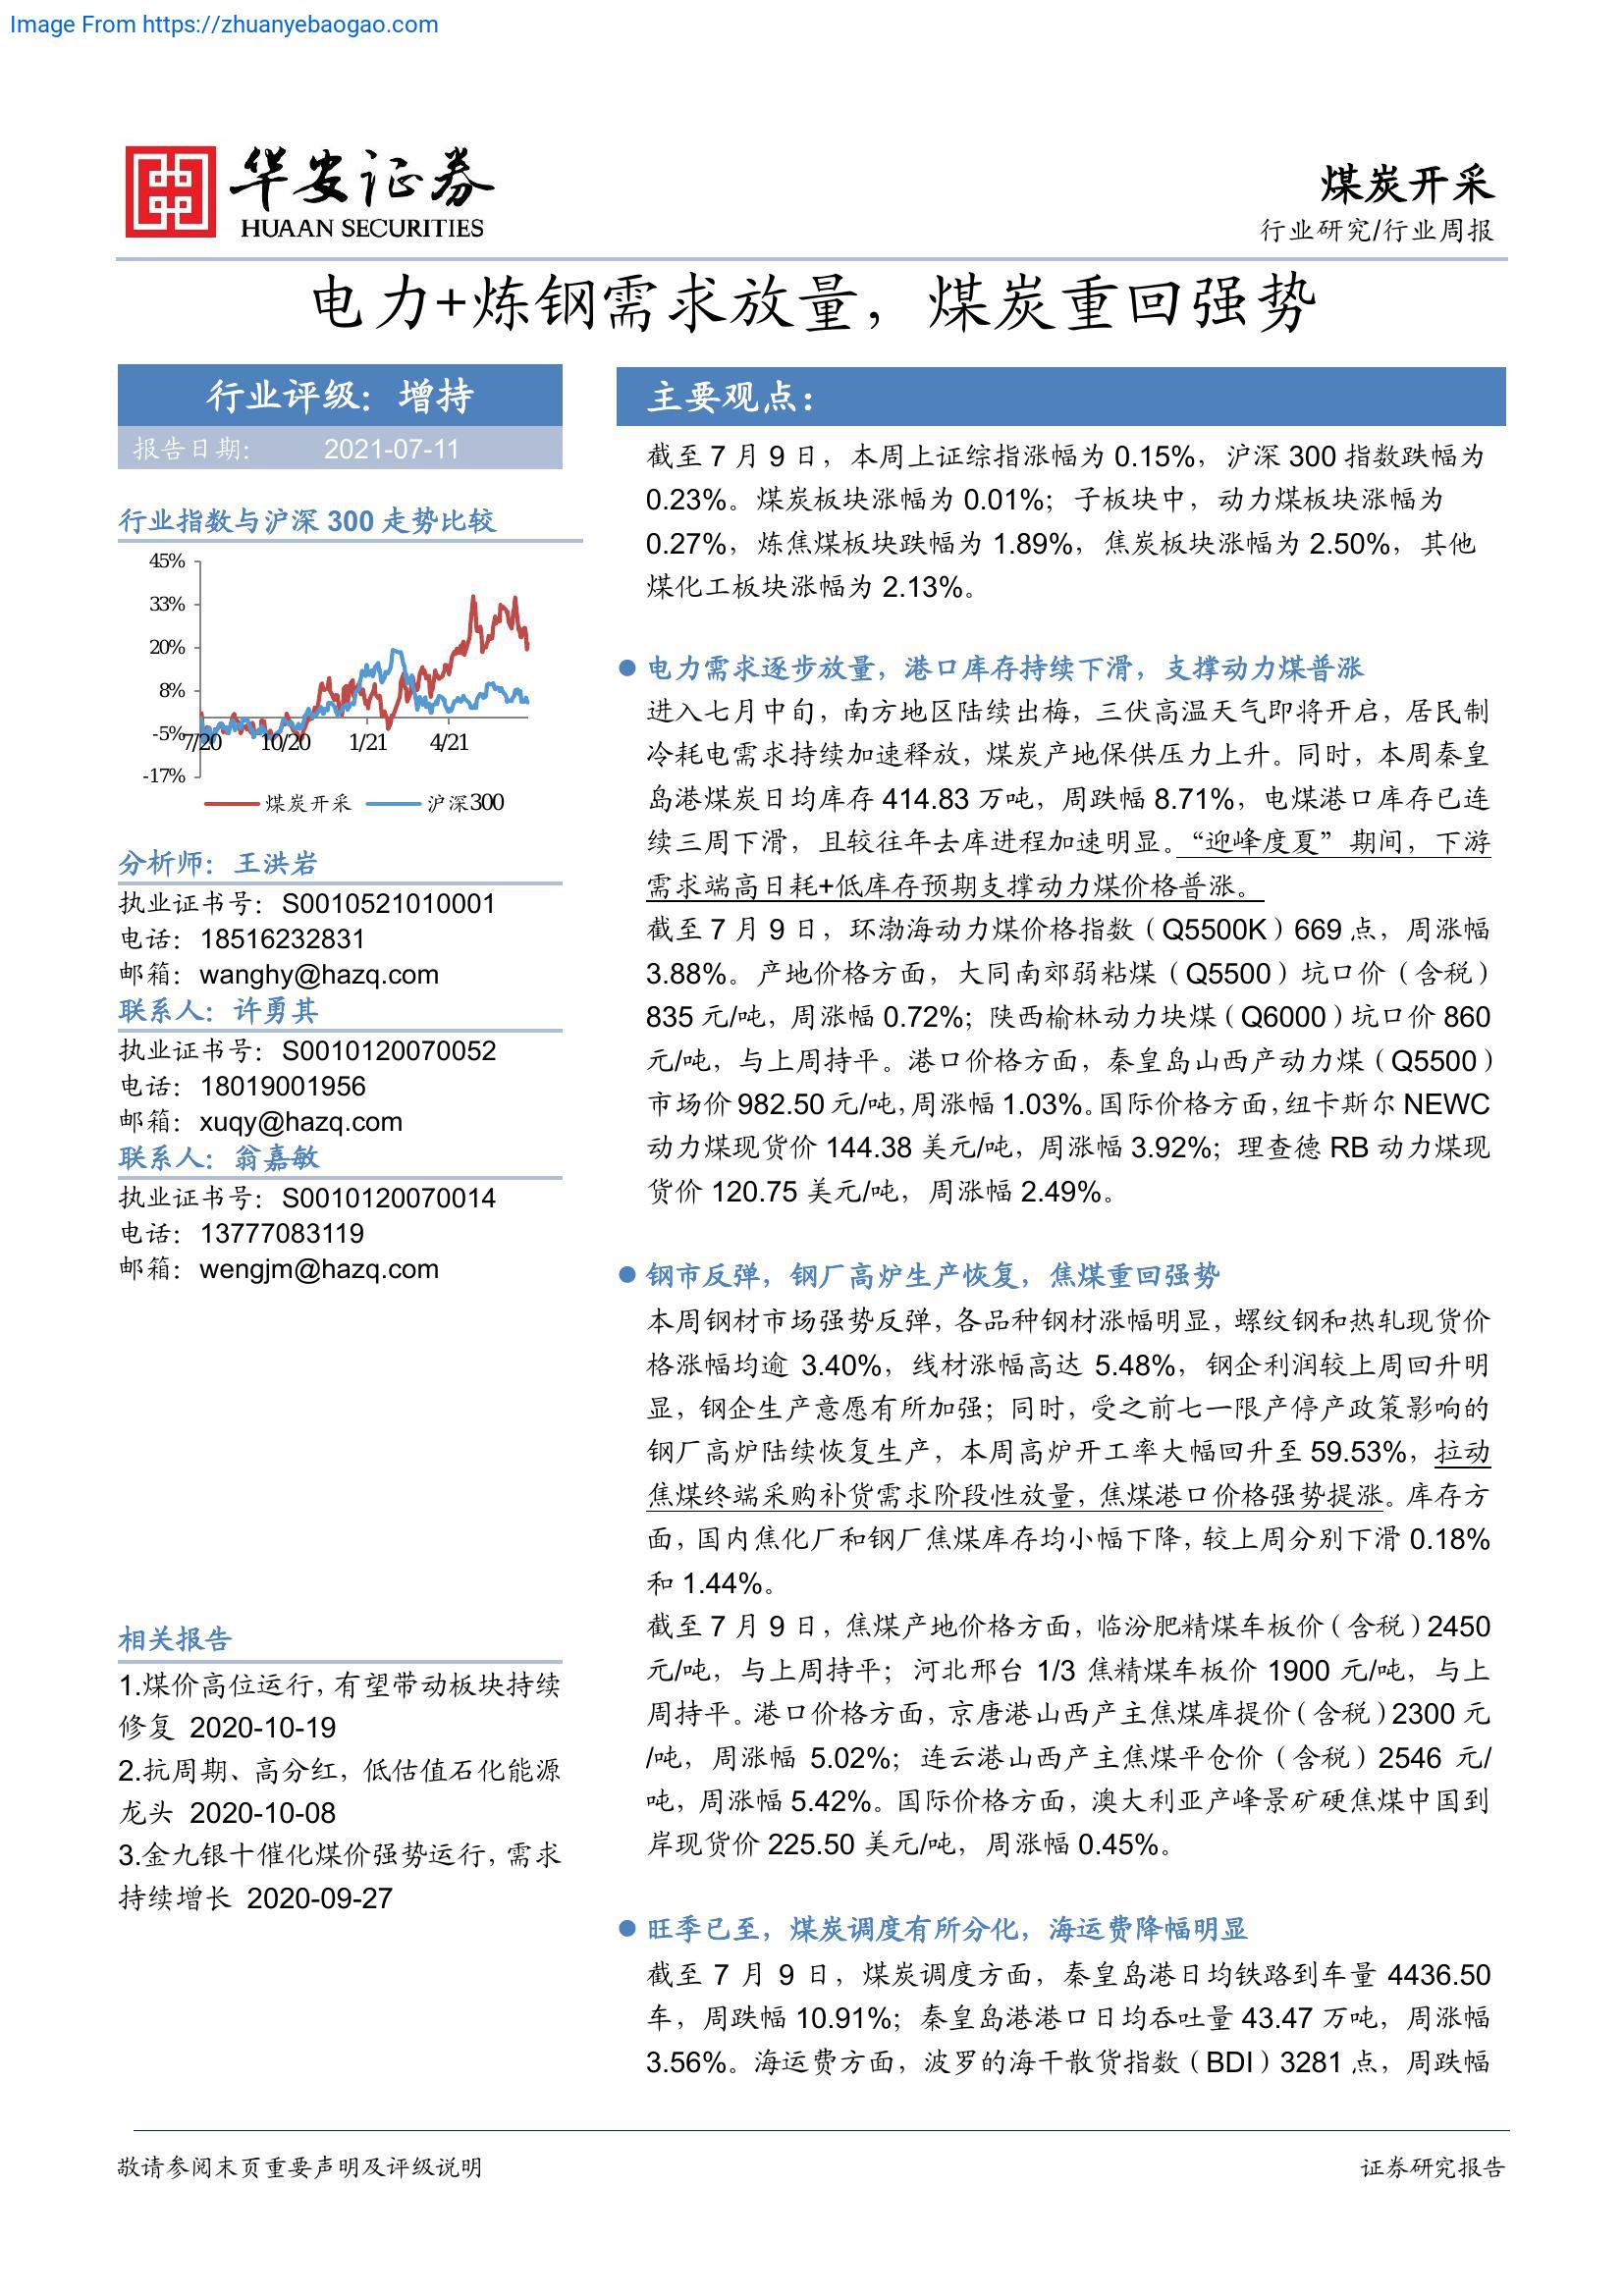 Image From https://zhuanyebaogao.com
华安证券
HUAAN SECURITIES
煤炭开采
行业研究/行业周报
电力+炼钢需求放量，煤炭重回强势
行业评级：增持
报告日期： 2021-07-11
行业指数与沪深 300 走势比较
45%
33%
20%
8%
-5%
-17%
7/20 10/20 1/21 4/21
煤炭开采 沪深300
分析师：王洪岩
执业证书号：S0010521010001
电话：18516232831
邮箱：wanghy@hazq.com
联系人：许勇其
执业证书号：S0010120070052
电话：18019001956
邮箱：xuqy@hazq.com
联系人：翁嘉敏
执业证书号：S0010120070014
电话：13777083119
邮箱：wengjm@hazq.com
相关报告
1.煤价高位运行，有望带动板块持续
修复 2020-10-19
2.抗周期、高分红，低估值石化能源
龙头 2020-10-08
3.金九银十催化煤价强势运行，需求
持续增长 2020-09-27
主要观点：
截至 7 月 9 日，本周上证综指涨幅为 0.15%，沪深 300 指数跌幅为
0.23%。煤炭板块涨幅为 0.01%；子板块中，动力煤板块涨幅为
0.27%，炼焦煤板块跌幅为 1.89%，焦炭板块涨幅为 2.50%，其他
煤化工板块涨幅为 2.13%。
● 电力需求逐步放量，港口库存持续下滑，支撑动力煤普涨
进入七月中旬，南方地区陆续出梅，三伏高温天气即将开启，居民制
冷耗电需求持续加速释放，煤炭产地保供压力上升。同时，本周秦皇
岛港煤炭日均库存 414.83 万吨，周跌幅 8.71%，电煤港口库存已连
续三周下滑，且较往年去库进程加速明显。“迎峰度夏”期间，下游
需求端高日耗+低库存预期支撑动力煤价格普涨。
截至 7 月 9 日，环渤海动力煤价格指数（Q5500K）669 点，周涨幅
3.88%。产地价格方面，大同南郊弱粘煤（Q5500）坑口价（含税）
835 元/吨，周涨幅 0.72%；陕西榆林动力块煤（Q6000）坑口价 860
元/吨，与上周持平。港口价格方面，秦皇岛山西产动力煤（Q5500）
市场价 982.50 元/吨，周涨幅 1.03%。国际价格方面，纽卡斯尔 NEWC
动力煤现货价 144.38 美元/吨，周涨幅 3.92%；理查德 RB 动力煤现
货价 120.75 美元/吨，周涨幅 2.49%。
● 钢市反弹，钢厂高炉生产恢复，焦煤重回强势
本周钢材市场强势反弹，各品种钢材涨幅明显，螺纹钢和热轧现货价
格涨幅均逾 3.40%，线材涨幅高达 5.48%，钢企利润较上周回升明
显，钢企生产意愿有所加强；同时，受之前七一限产停产政策影响的
钢厂高炉陆续恢复生产，本周高炉开工率大幅回升至 59.53%，拉动
焦煤终端采购补货需求阶段性放量，焦煤港口价格强势提涨。库存方
面，国内焦化厂和钢厂焦煤库存均小幅下降，较上周分别下滑 0.18%
和 1.44%。
截至 7 月 9 日，焦煤产地价格方面，临汾肥精煤车板价（含税）2450
元/吨，与上周持平；河北邢台 1/3 焦精煤车板价 1900 元/吨，与上
周持平。港口价格方面，京唐港山西产主焦煤库提价（含税）2300 元
/吨，周涨幅 5.02%；连云港山西产主焦煤平仓价（含税）2546 元/
吨，周涨幅 5.42%。国际价格方面，澳大利亚产峰景矿硬焦煤中国到
岸现货价 225.50 美元/吨，周涨幅 0.45%。
● 旺季已至，煤炭调度有所分化，海运费降幅明显
截至 7 月 9 日，煤炭调度方面，秦皇岛港日均铁路到车量 4436.50
车，周跌幅 10.91%；秦皇岛港港口日均吞吐量 43.47 万吨，周涨幅
3.56%。海运费方面，波罗的海干散货指数（BDI）3281 点，周跌幅
敬请参阅末页重要声明及评级说明
证券研究报告